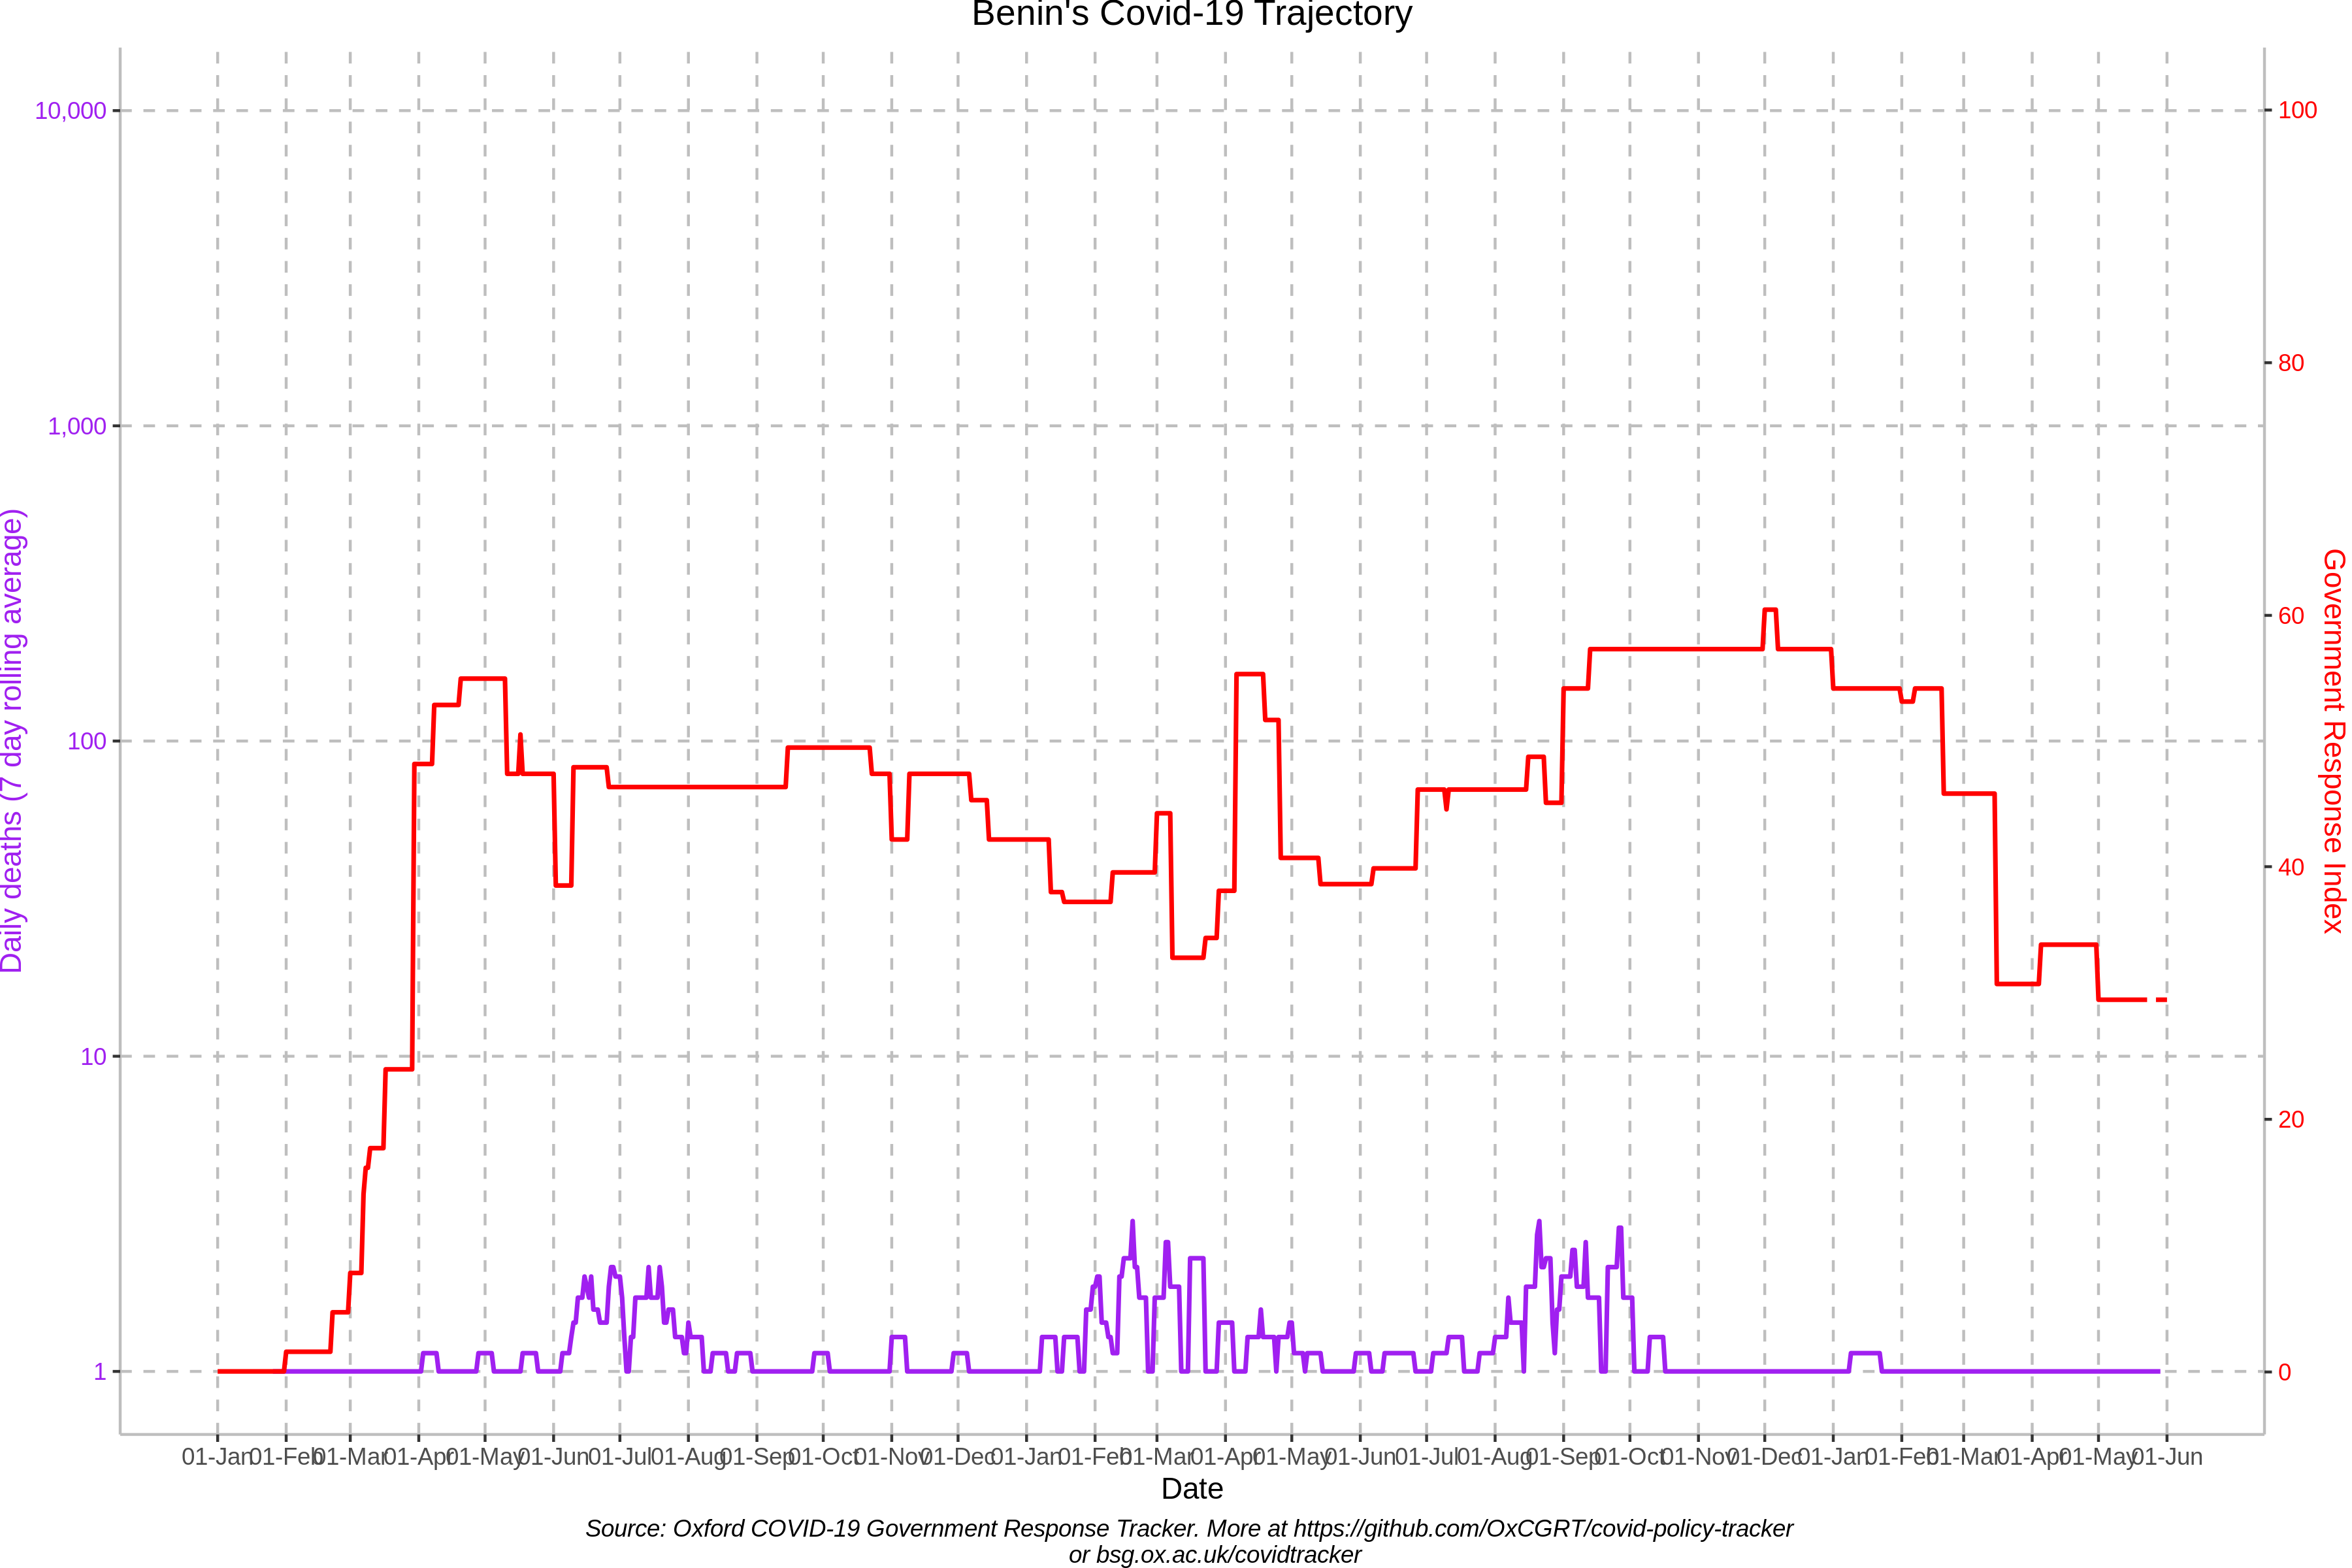 Benin's Covid-19 Trajectory
10,000
1,000
100
10
1
Daily deaths (7 day rolling average)
100
80
60
40
20
0
Government Response Index
01-Jan 01-Feb 01-Mar 01-Apr 01-May 01-Jun 01-Jul 01-Aug 01-Sep 01-Oct 01-Nov 01-Dec 01-Jan 01-Feb 01-Mar 01-Apr 01-May 01-Jun 01-Jul 01-Aug 01-Sep 01-Oct 01-Nov 01-Dec 01-Jan 01-Feb 01-Mar 01-Apr 01-May 01-Jun
Date
Source: Oxford COVID-19 Government Response Tracker. More at https://github.com/OxCGRT/covid-policy-tracker
or bsg.ox.ac.uk/covidtracker